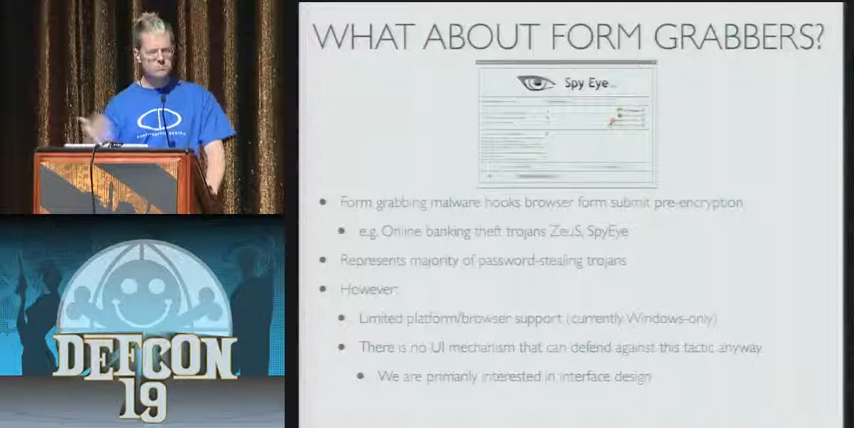 WHAT ABOUT FORM GRABBERS?
Spy Eye
Form grabbing malware hooks browser form submit pre-encryption
e.g. Online banking theft trojans ZeuS, SpyEye
Represents majority of password-stealing trojans
However:
Limited platform/browser support (currently Windows-only)
There is no UI mechanism that can defend against this tactic anyway
We are primarily interested in interface design
DEFCON
19